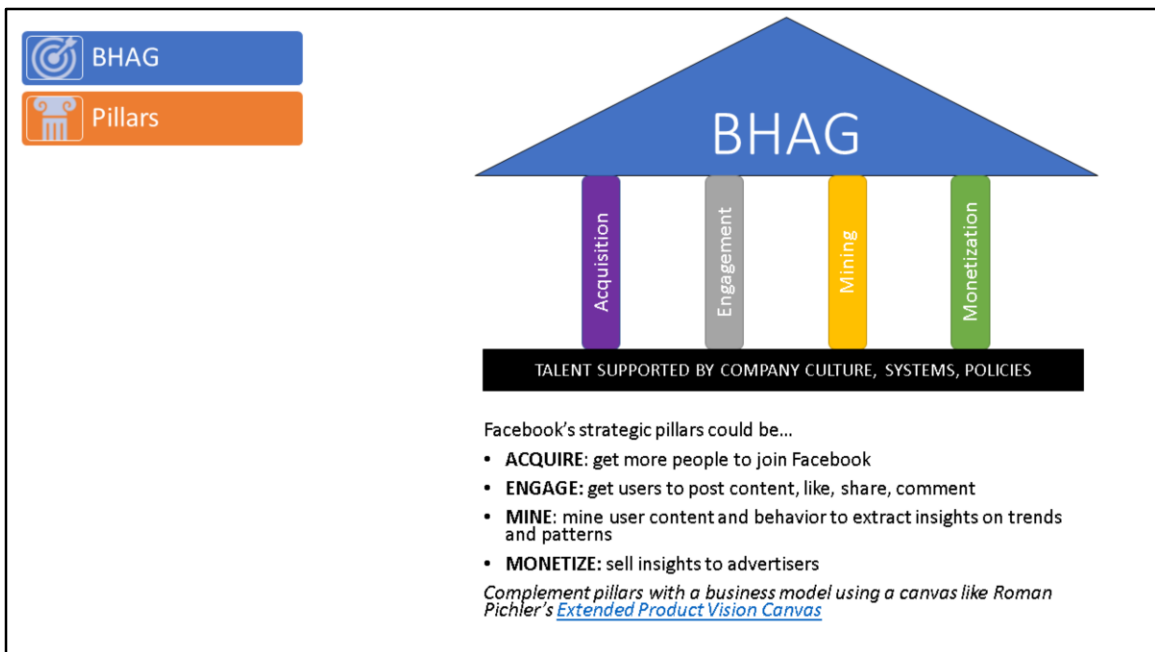 BHAG
Pillars
BHAG
Acquisition
Engagement
Mining
Monetization
TALENT SUPPORTED BY COMPANY CULTURE, SYSTEMS, POLICIES
Facebook's strategic pillars could be...
• ACQUIRE: get more people to join Facebook
• ENGAGE: get users to post content, like, share, comment
• MINE: mine user content and behavior to extract insights on trends
and patterns
• MONETIZE: sell insights to advertisers
Complement pillars with a business model using a canvas like Roman
Pichler's Extended Product Vision Canvas